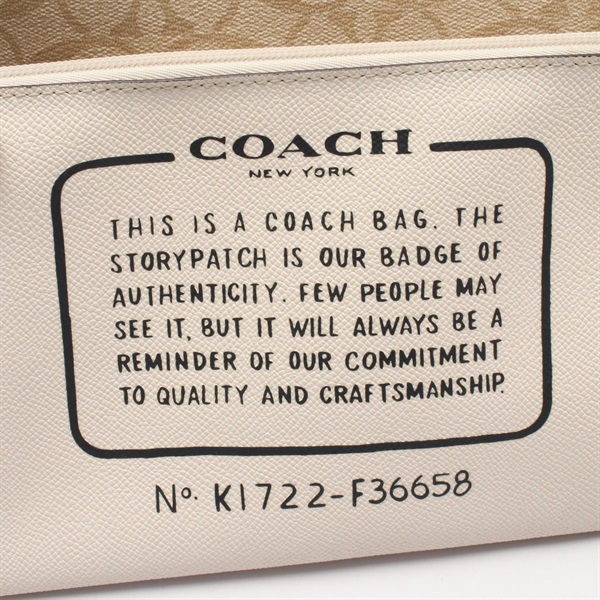 COACH
NEW YORK
THIS IS A COACH BAG. THE
STORYPATCH IS OUR BADGE OF
AUTHENTICITY. FEW PEOPLE MAY
SEE IT, BUT IT WILL ALWAYS BE A
REMINDER OF OUR COMMITMENT
TO QUALITY AND CRAFTSMANSHIP.
No. K1722-F36658